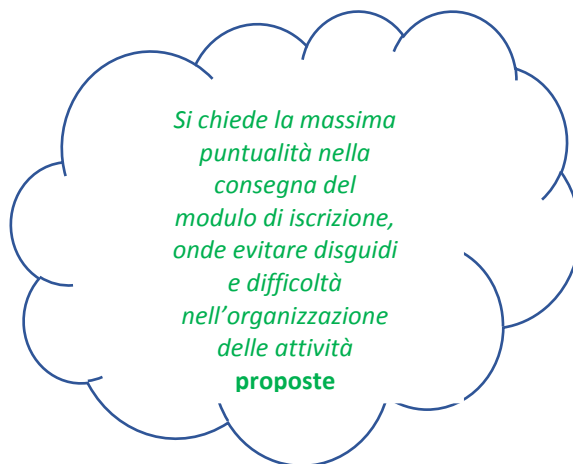 Si chiede la massima
puntualità nella
consegna del
modulo di iscrizione,
onde evitare disguidi
e difficoltà
nell’organizzazione
delle attività
proposte